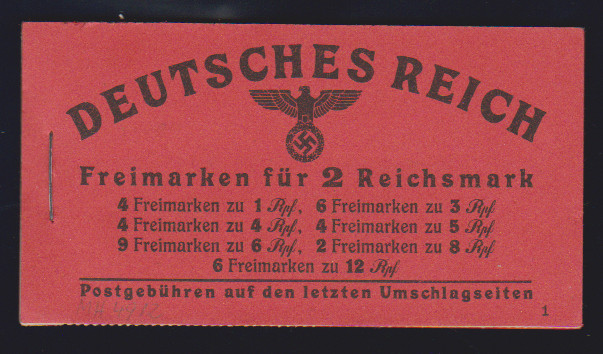 DEUTSCHES REICH
Freimarken für 2 Reichsmark
4 Freimarken zu 1 Rpf, 6 Freimarken zu 3 Rpf
4 Freimarken zu 4 Rpf, 4 Freimarken zu 5 Rpf
9 Freimarken zu 6 Rpf, 2 Freimarken zu 8 Rpf
6 Freimarken zu 12 Rpf
Postgebühren auf den letzten Umschlagseiten
1